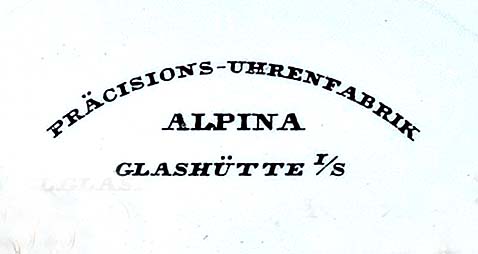 PRÄCISIONS-UHRENFABRIK
ALPINA
GLASHÜTTE I/S